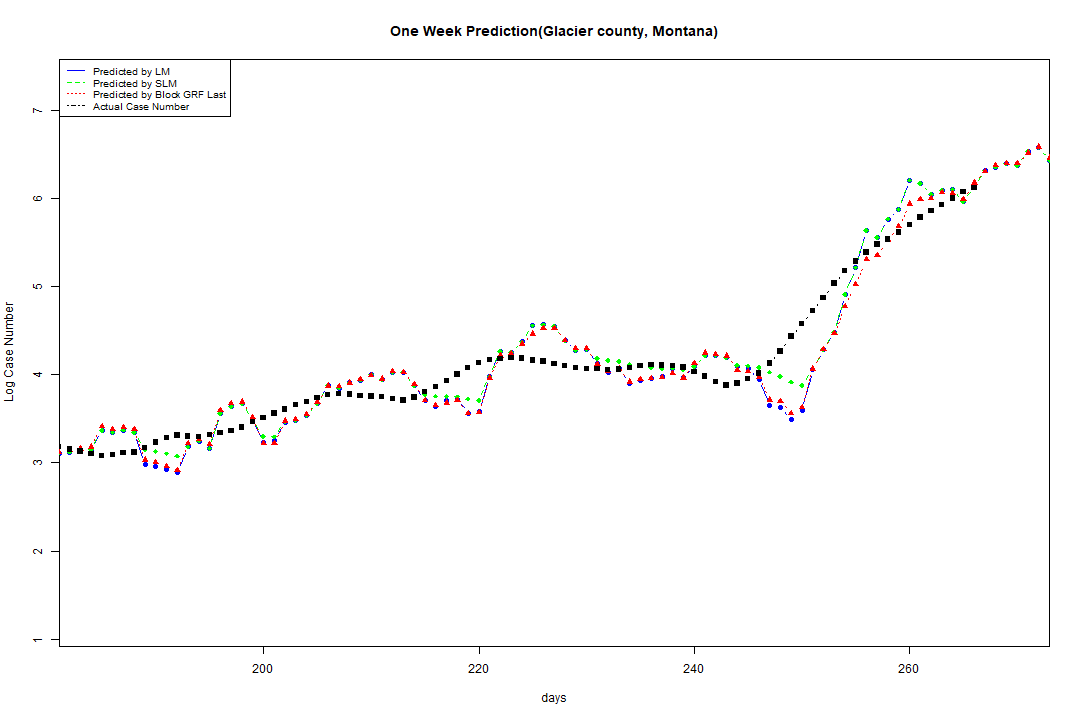 One Week Prediction(Glacier county, Montana)
Predicted by LM
Predicted by SLM
Predicted by Block GRF Last
Actual Case Number
7
6
5
4
3
2
1
Log Case Number
200 220 240 260
days